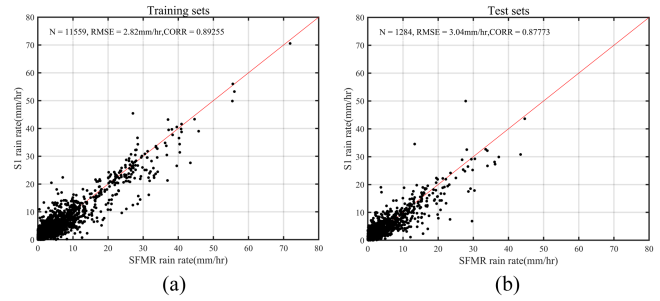 Training sets
N = 11559, RMSE = 2.82mm/hr,CORR = 0.89255
S1 rain rate(mm/hr)
80
70
60
50
40
30
20
10
0
0 10 20 30 40 50 60 70 80
SFMR rain rate(mm/hr)
(a)
Test sets
N = 1284, RMSE = 3.04mm/hr,CORR = 0.87773
S1 rain rate(mm/hr)
80
70
60
50
40
30
20
10
0
0 10 20 30 40 50 60 70 80
SFMR rain rate(mm/hr)
(b)